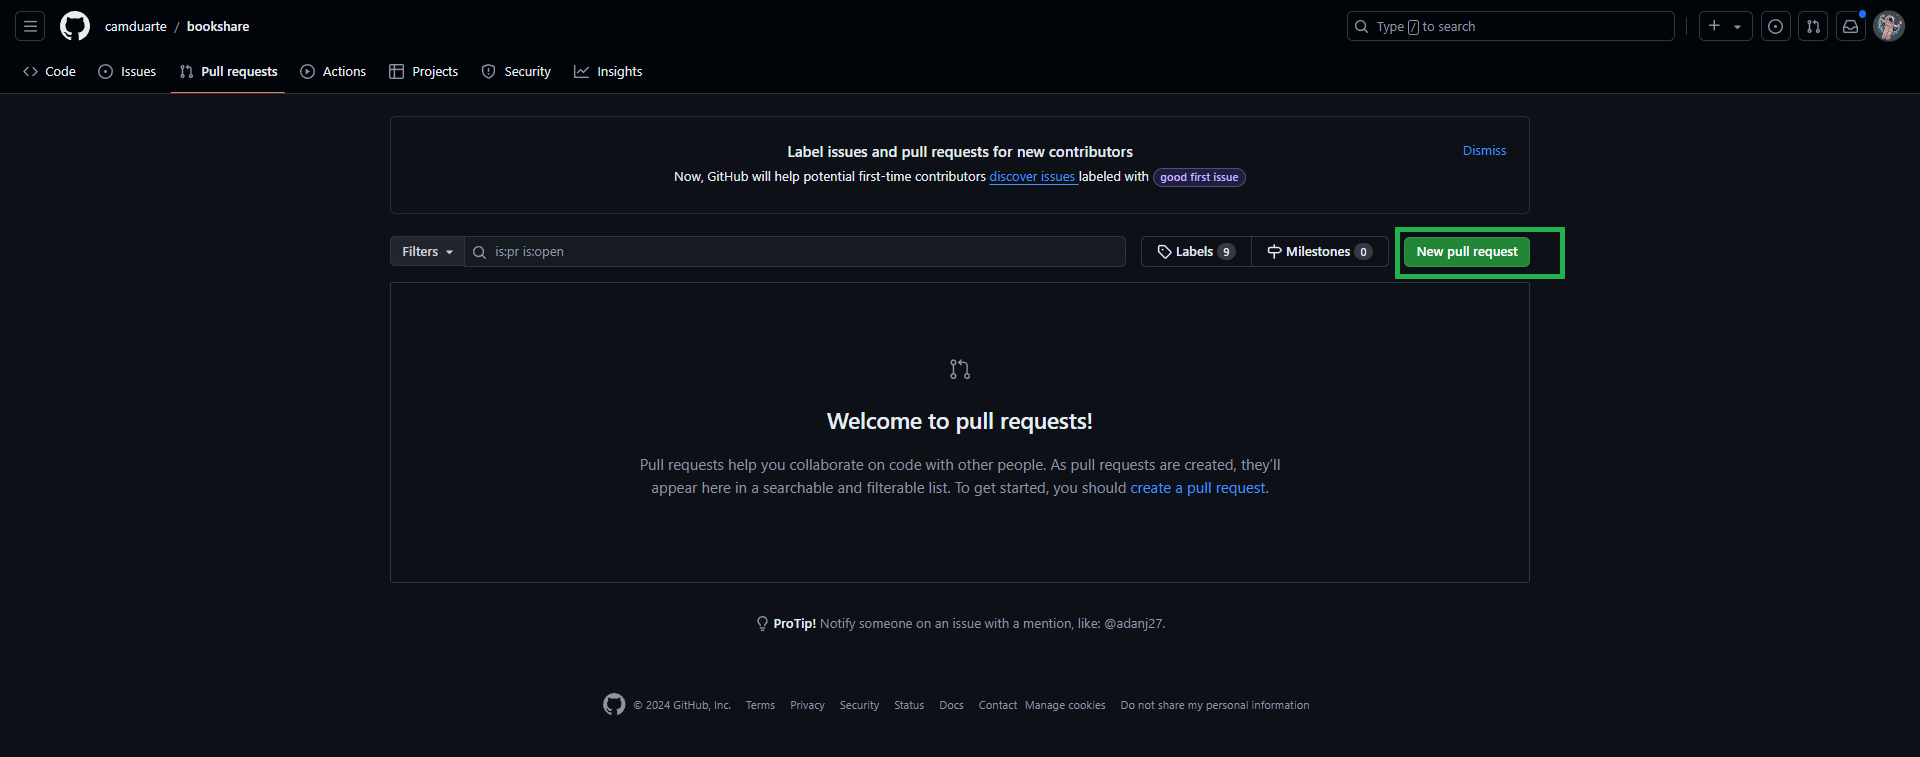 camduarte / bookshare
Type / to search
Code Issues Pull requests Actions Projects Security Insights
Label issues and pull requests for new contributors
Dismiss
Now, GitHub will help potential first-time contributors discover issues labeled with good first issue
Filters is:pr is:open Labels 9 Milestones 0 New pull request
Welcome to pull requests!
Pull requests help you collaborate on code with other people. As pull requests are created, they'll
appear here in a searchable and filterable list. To get started, you should create a pull request.
ProTip! Notify someone on an issue with a mention, like: @adanj27.
© 2024 GitHub, Inc. Terms Privacy Security Status Docs Contact Manage cookies Do not share my personal information